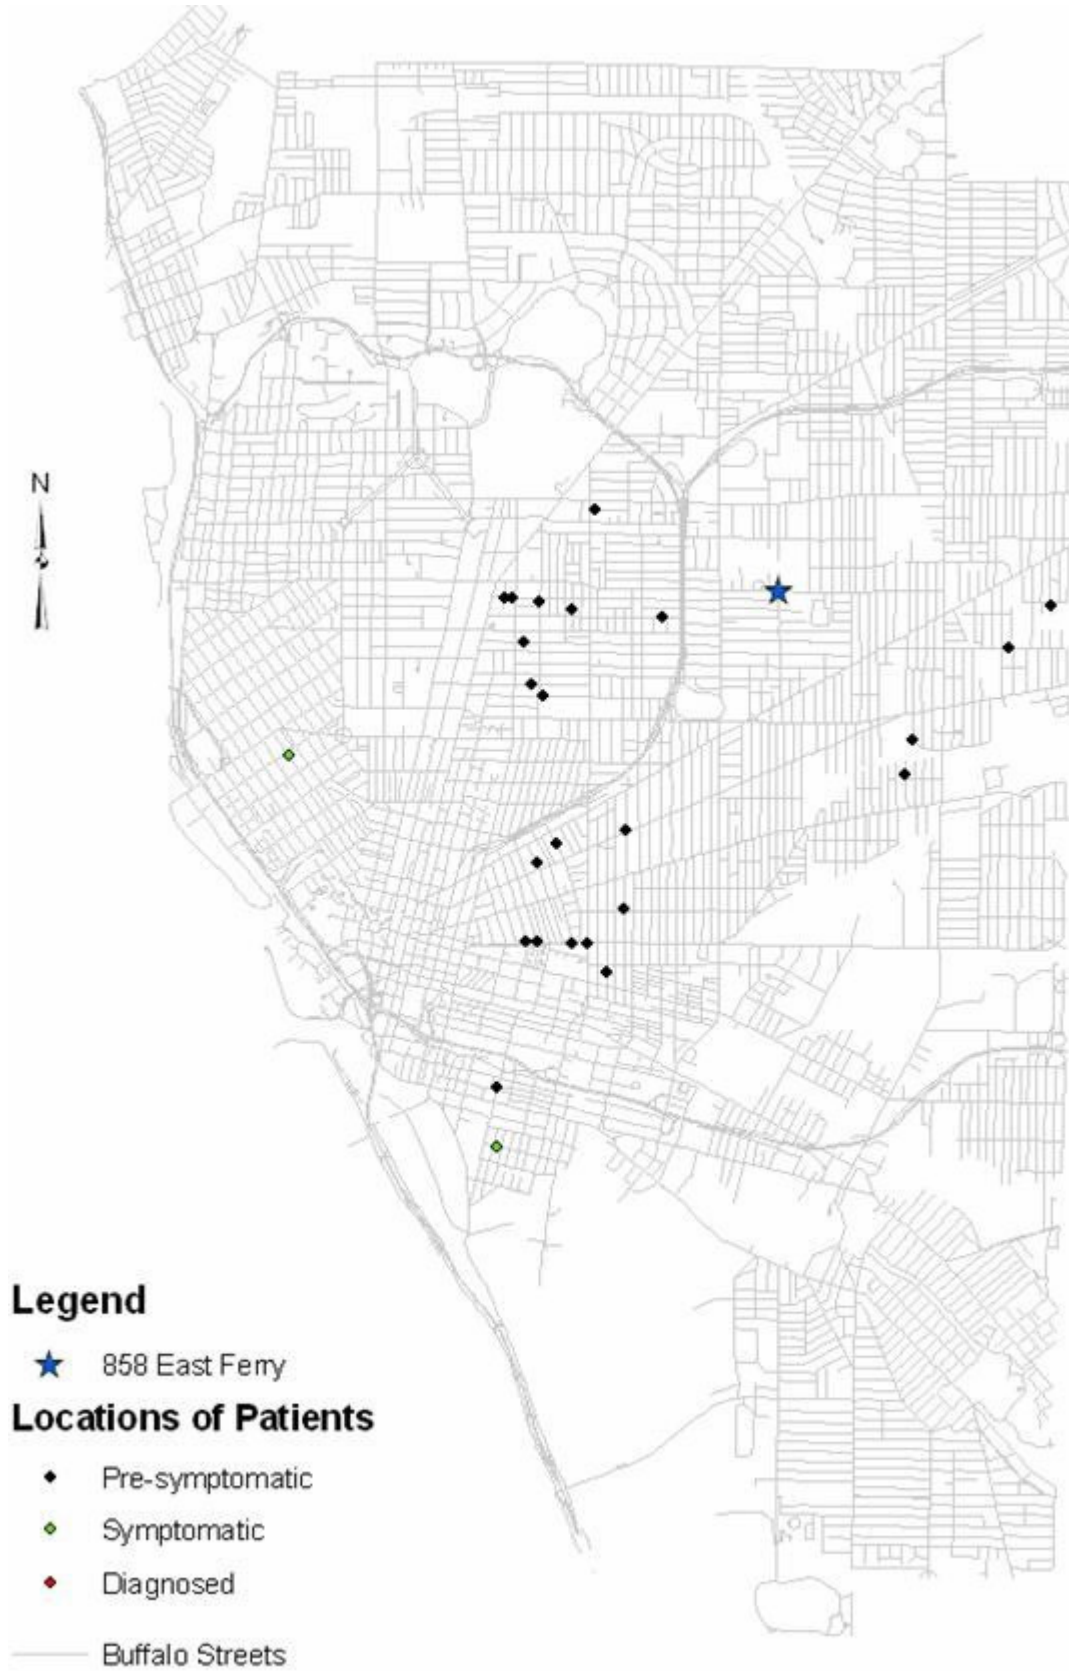 N
Legend
858 East Ferry
Locations of Patients
Pre-symptomatic
Symptomatic
Diagnosed
Buffalo Streets